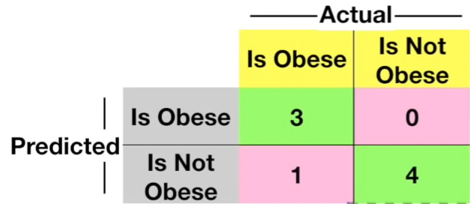 Actual
Is Obese
Is Not
Obese
Is Obese
3
0
Predicted
Is Not
Obese
1
4